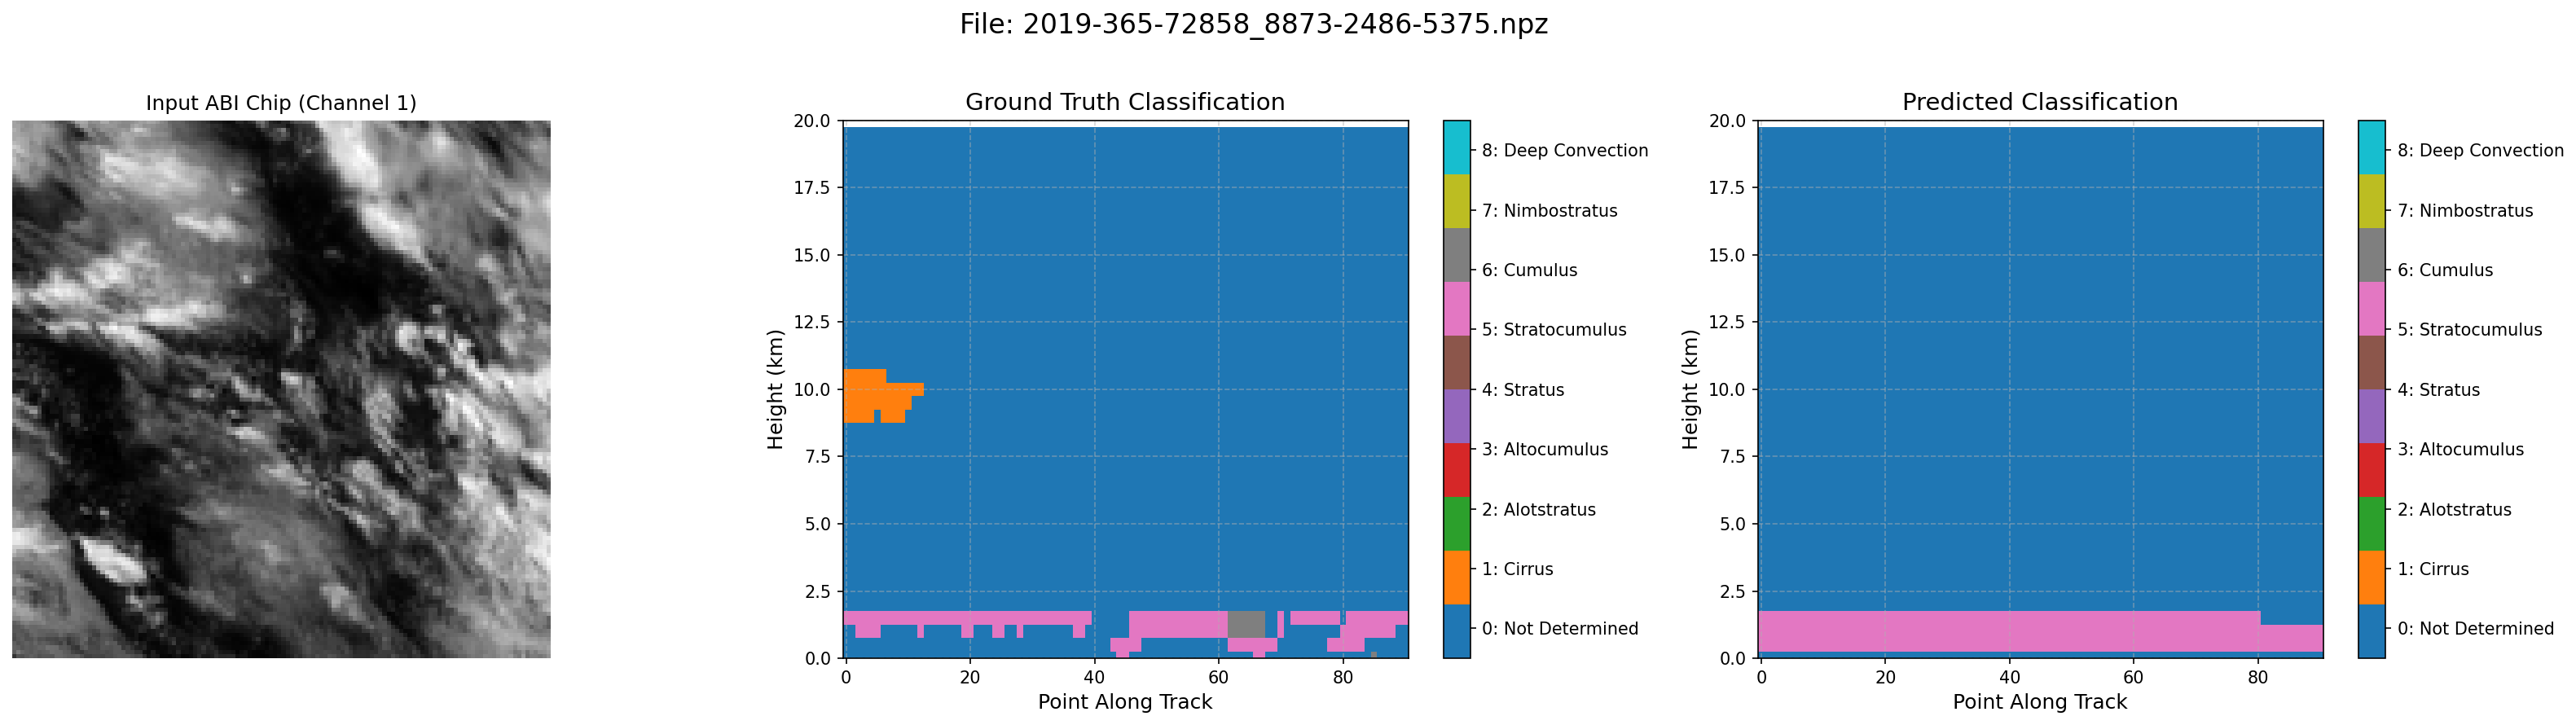 File: 2019-365-72858_8873-2486-5375.npz
Input ABI Chip (Channel 1)
Ground Truth Classification
20.0
17.5
15.0
12.5
10.0
7.5
5.0
2.5
0.0
Height (km)
0 20 40 60 80
Point Along Track
8: Deep Convection
7: Nimbostratus
6: Cumulus
5: Stratocumulus
4: Stratus
3: Altocumulus
2: Alotstratus
1: Cirrus
0: Not Determined
Predicted Classification
20.0
17.5
15.0
12.5
10.0
7.5
5.0
2.5
0.0
Height (km)
0 20 40 60 80
Point Along Track
8: Deep Convection
7: Nimbostratus
6: Cumulus
5: Stratocumulus
4: Stratus
3: Altocumulus
2: Alotstratus
1: Cirrus
0: Not Determined